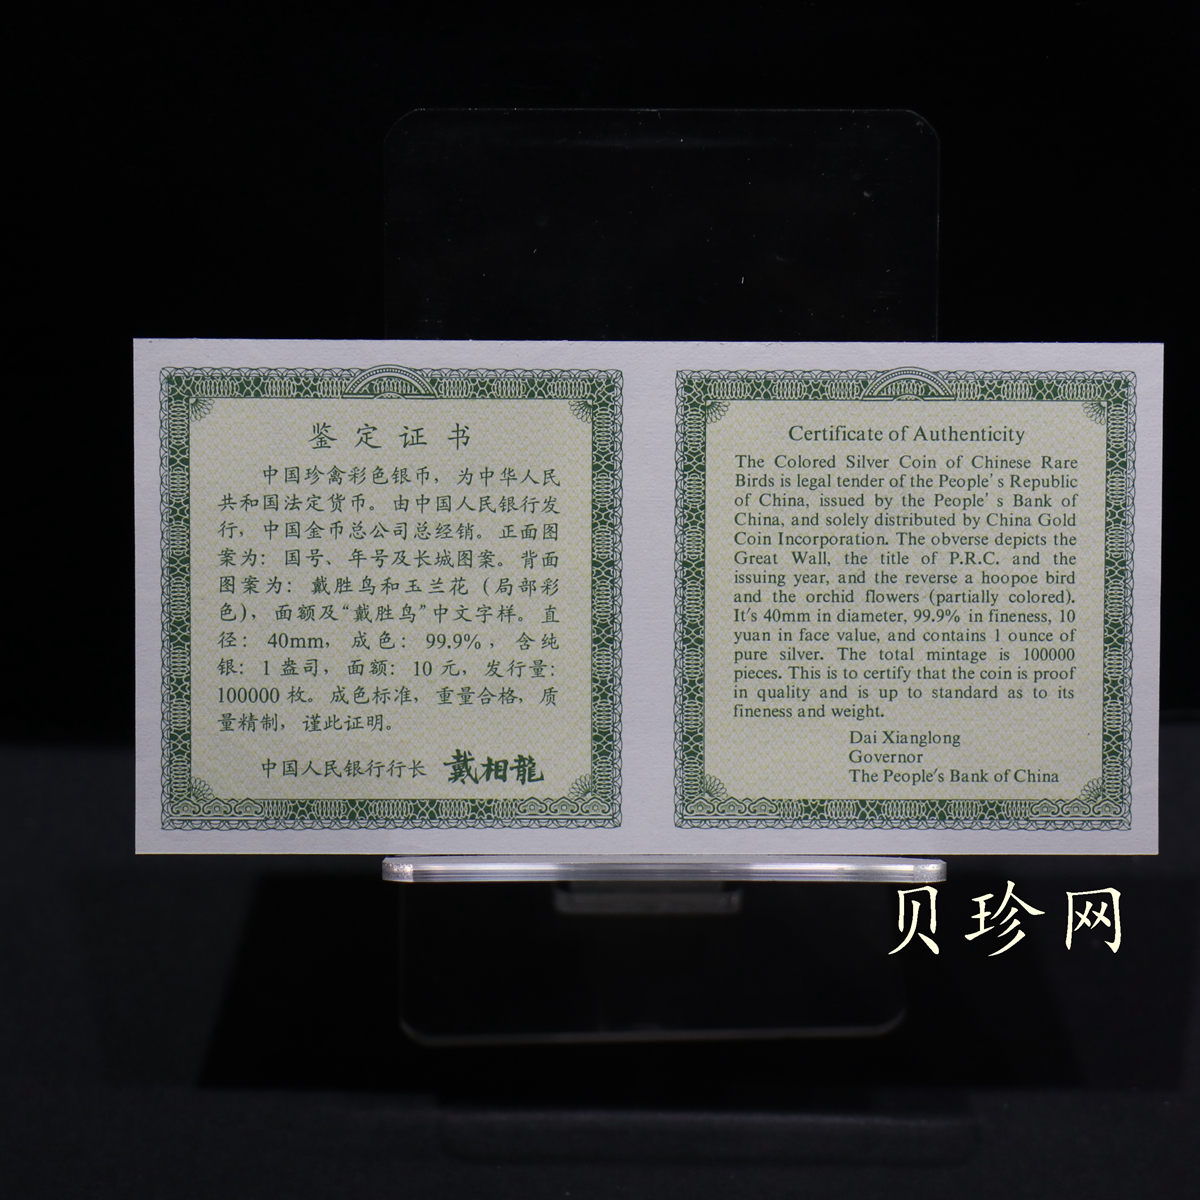 鉴定证书
中国珍禽彩色银币，为中华人民
共和国法定货币。由中国人民银行发
行，中国金币总公司总经销。正面图
案为：国号、年号及长城图案。背面
图案为：戴胜鸟和玉兰花（局部彩
色），面额及“戴胜鸟”中文字样。直
径：40mm，成色：99.9%，含纯
银：1盎司，面额：10元，发行量：
100000枚。成色标准，重量合格，质
量精制，谨此证明。
中国人民银行行长 戴相龍
Certificate of Authenticity
The Colored Silver Coin of Chinese Rare
Birds is legal tender of the People's Republic
of China, issued by the People's Bank of
China, and solely distributed by China Gold
Coin Incorporation. The obverse depicts the
Great Wall, the title of P.R.C. and the
issuing year, and the reverse a hoopoe bird
and the orchid flowers (partially colored).
It's 40mm in diameter, 99.9% in fineness, 10
yuan in face value, and contains 1 ounce of
pure silver. The total mintage is 100000
pieces. This is to certify that the coin is proof
in quality and is up to standard as to its
fineness and weight.
Dai Xianglong
Governor
The People's Bank of China
贝珍网